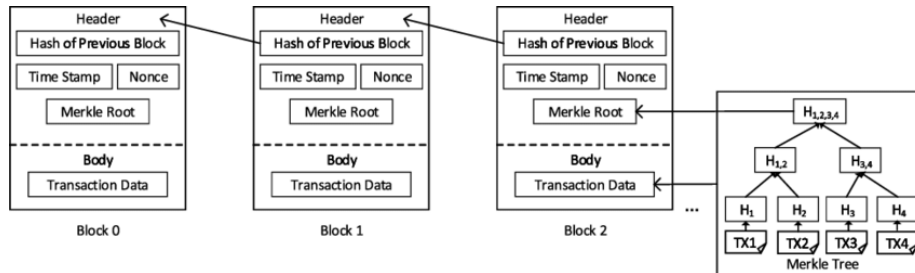 Header
Hash of Previous Block
Time Stamp
Nonce
Merkle Root
Body
Transaction Data
Block 0
Header
Hash of Previous Block
Time Stamp
Nonce
Merkle Root
Body
Transaction Data
Block 1
Header
Hash of Previous Block
Time Stamp
Nonce
Merkle Root
Body
Transaction Data
Block 2
...
H1,2,3,4
H1,2 H3,4
H1 H2 H3 H4
TX1 TX2 TX3 TX4
Merkle Tree